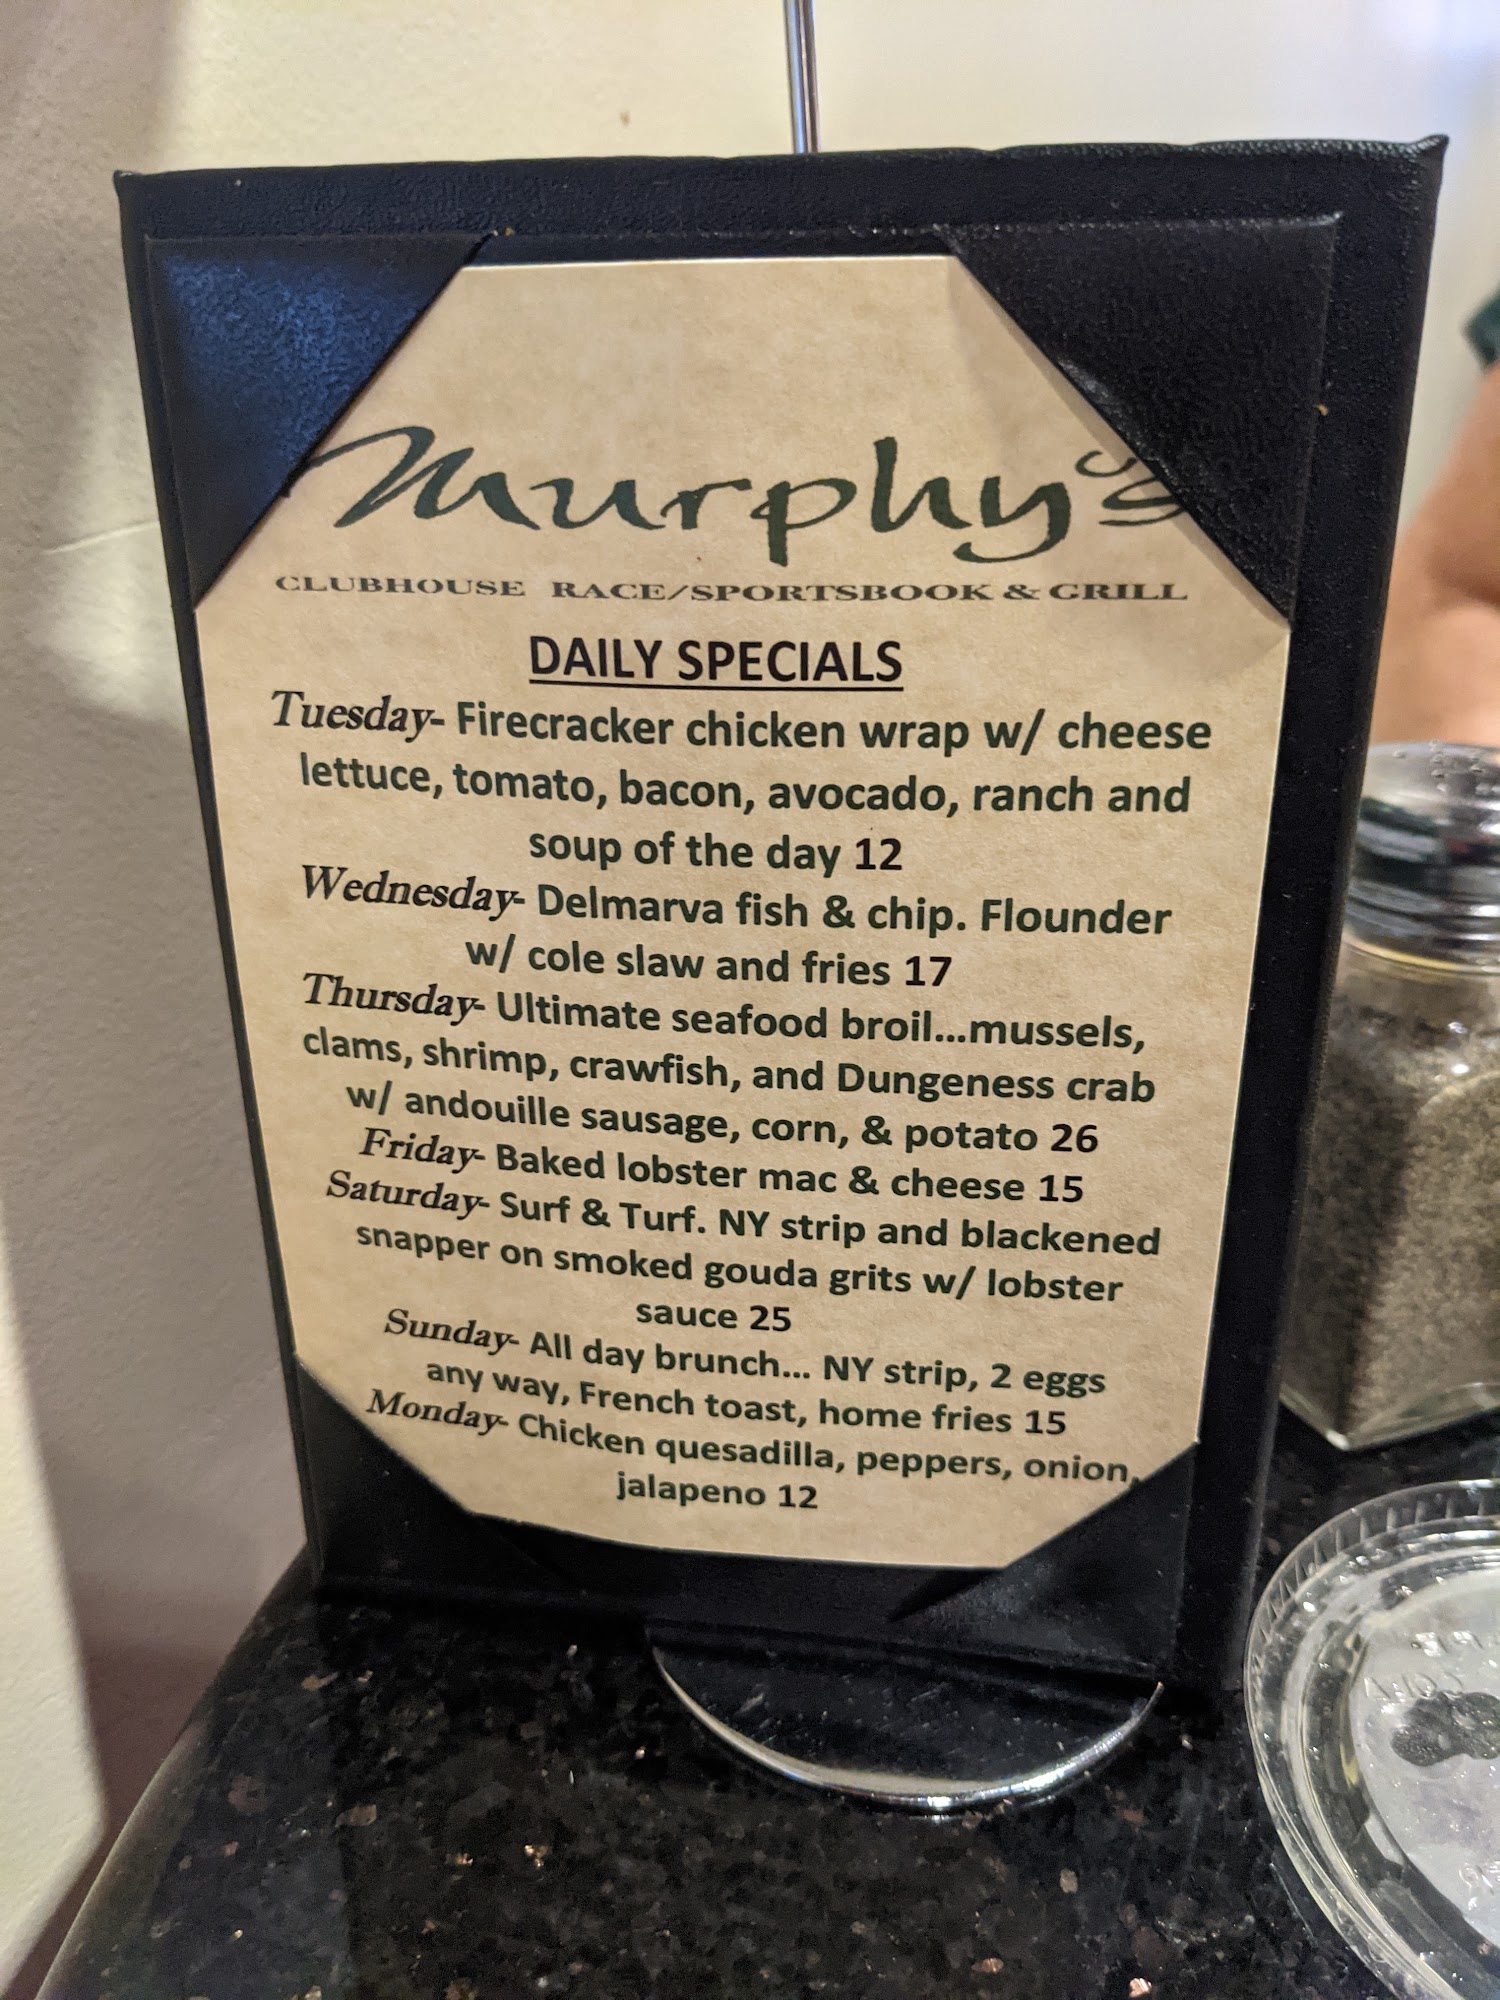 Murphy's
CLUBHOUSE RACE/SPORTSBOOK & GRILL
DAILY SPECIALS
Tuesday- Firecracker chicken wrap w/ cheese
lettuce, tomato, bacon, avocado, ranch and
soup of the day 12
Wednesday- Delmarva fish & chip. Flounder
w/ cole slaw and fries 17
Thursday- Ultimate seafood broil...mussels,
clams, shrimp, crawfish, and Dungeness crab
w/ andouille sausage, corn, & potato 26
Friday- Baked lobster mac & cheese 15
Saturday- Surf & Turf. NY strip and blackened
snapper on smoked gouda grits w/ lobster
sauce 25
Sunday- All day brunch... NY strip, 2 eggs
any way, French toast, home fries 15
Monday- Chicken quesadilla, peppers, onion,
jalapeno 12